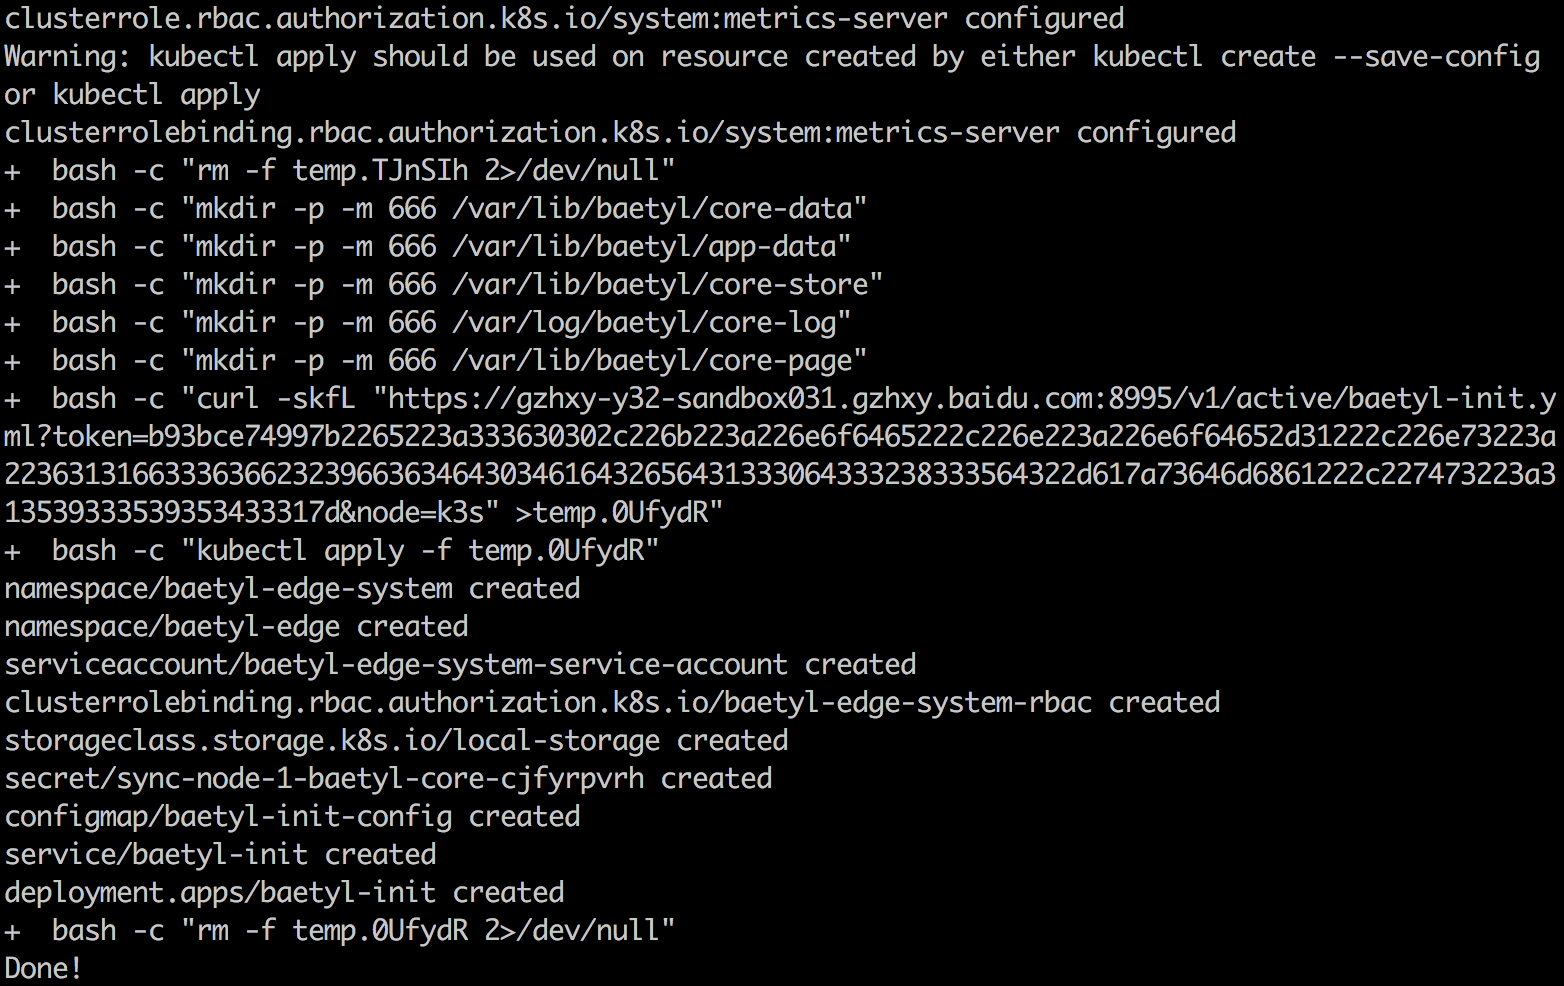 clusterrole.rbac.authorization.k8s.io/system:metrics-server configured
Warning: kubectl apply should be used on resource created by either kubectl create --save-config
or kubectl apply
clusterrolebinding.rbac.authorization.k8s.io/system:metrics-server configured
+  bash -c "rm -f temp.TJnSIh 2>/dev/null"
+  bash -c "mkdir -p -m 666 /var/lib/baetyl/core-data"
+  bash -c "mkdir -p -m 666 /var/lib/baetyl/app-data"
+  bash -c "mkdir -p -m 666 /var/lib/baetyl/core-store"
+  bash -c "mkdir -p -m 666 /var/log/baetyl/core-log"
+  bash -c "mkdir -p -m 666 /var/lib/baetyl/core-page"
+  bash -c "curl -skfL "https://gzhxy-y32-sandbox031.gzhxy.baidu.com:8995/v1/active/baetyl-init.y
ml?token=b93bce74997b2265223a333630302c226b223a226e6f6465222c226e223a226e6f64652d31222c226e73223a
2236313166333636623239663634643034616432656431333064333238333564322d617a73646d6861222c227473223a3
1353933353935343331​7d&node=k3s" >temp.0UfydR"
+  bash -c "kubectl apply -f temp.0UfydR"
namespace/baetyl-edge-system created
namespace/baetyl-edge created
serviceaccount/baetyl-edge-system-service-account created
clusterrolebinding.rbac.authorization.k8s.io/baetyl-edge-system-rbac created
storageclass.storage.k8s.io/local-storage created
secret/sync-node-1-baetyl-core-cjfyrpvrh created
configmap/baetyl-init-config created
service/baetyl-init created
deployment.apps/baetyl-init created
+  bash -c "rm -f temp.0UfydR 2>/dev/null"
Done!